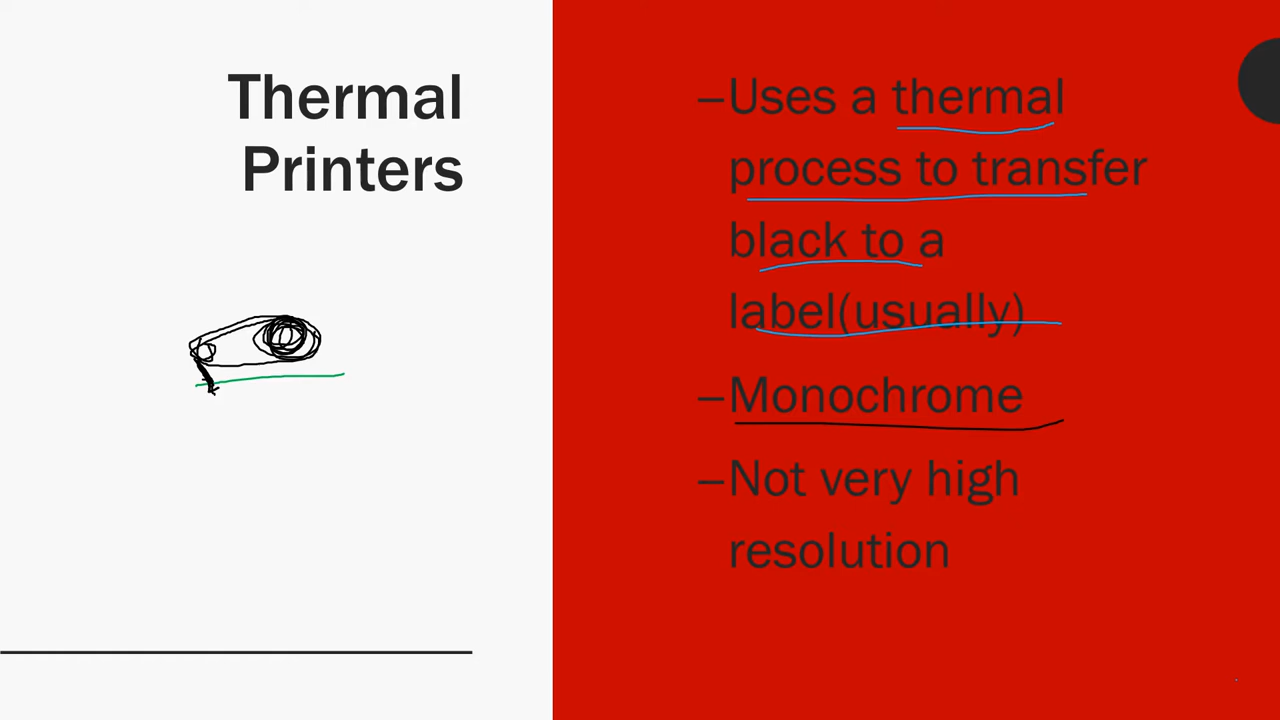 Thermal
Printers
–Uses a thermal
process to transfer
black to a
label(usually)
–Monochrome
–Not very high
resolution